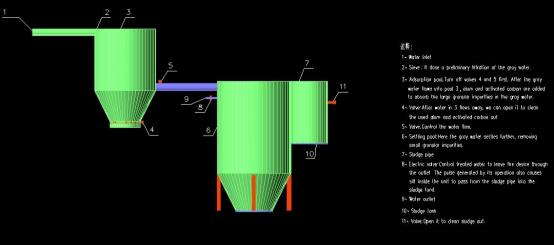 1
2
3
5
7
11
9
8
6
4
10
说明:
1- Water inlet
2- Sieve: It dose a preliminary filtration of the gray water.
3- Adsorption pool: Turn off valves 4 and 5 first. After the gray
water flows into pool 3, alum and activated carbon are added
to absorb the large granular impurities in the gray water.
4- Valve: After water in 3 flows away, we can open it to clean
the used alum and activated carbon out
5- Valve: Control the water flow.
6- Settling pool: Here the gray water settles further, removing
small granular impurities.
7- Sludge pipe
8- Electric valve: Control treated water to leave the device through
the outlet. The pulse generated by its operation also causes
silt inside the unit to pass from the sludge pipe into the
sludge tank.
9- Water outlet
10- Sludge tank
11- Valve: Open it to clean sludge out.